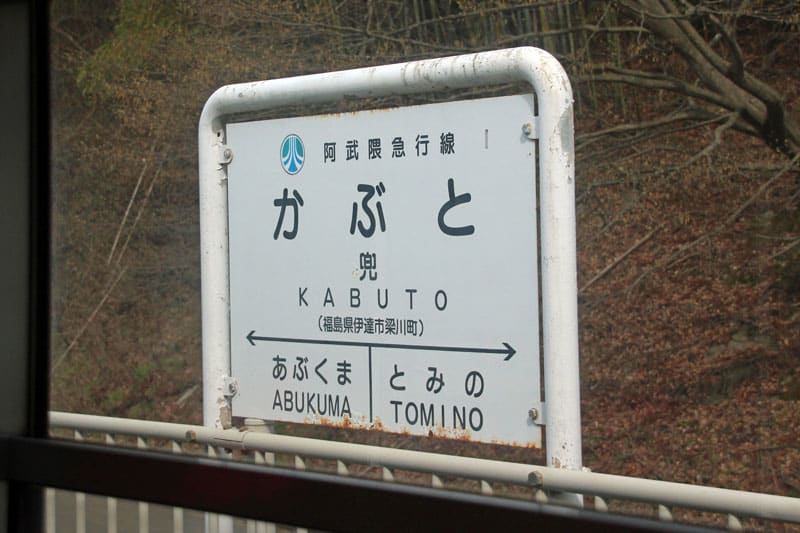 阿武隈急行線
かぶと
兜
KABUTO
(福島県伊達市梁川町)
あぶくま とみの
ABUKUMA TOMINO